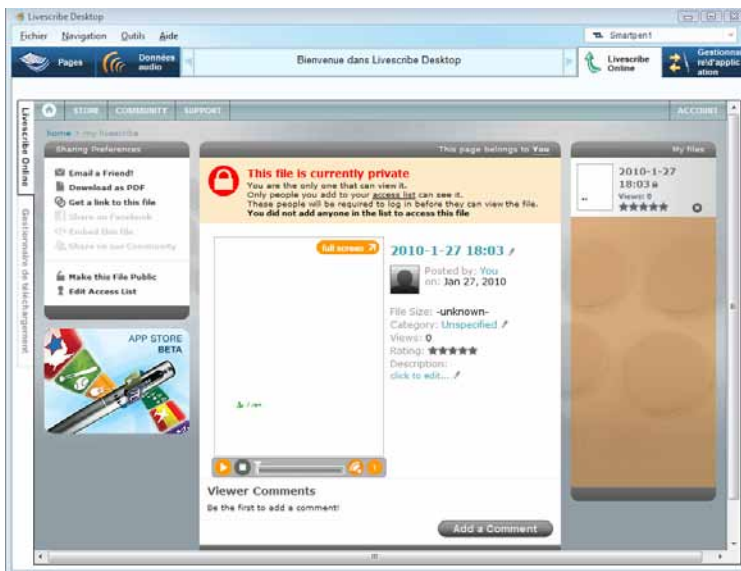 Livescribe Desktop
Fichier Navigation Outils Aide
Smartpen1
Pages
Données audio
Bienvenue dans Livescribe Desktop
Livescribe Online
Gestionnai
re/d'applic
ation
Livescribe Online
Gestionnaire de téléchargement
STORE COMMUNITY SUPPORT
ACCOUNT
home > my livescribe
Sharing Preferences
Email a Friend!
Download as PDF
Get a link to this file
Share on Facebook
Embed this file
Share to our Community
Make this File Public
Edit Access List
APP STORE
BETA
This page belongs to You
This file is currently private
You are the only one that can view it.
Only people you add to your access list can see it.
These people will be required to log in before they can view the file.
You did not add anyone in the list to access this file
full screen
2010-1-27 18:03
Posted by: You
on: Jan 27, 2010
File Size: -unknown-
Category: Unspecified
Views: 0
Rating:
Description:
click to edit...
Viewer Comments
Be the first to add a comment!
Add a Comment
My files
2010-1-27
18:03
Views: 0